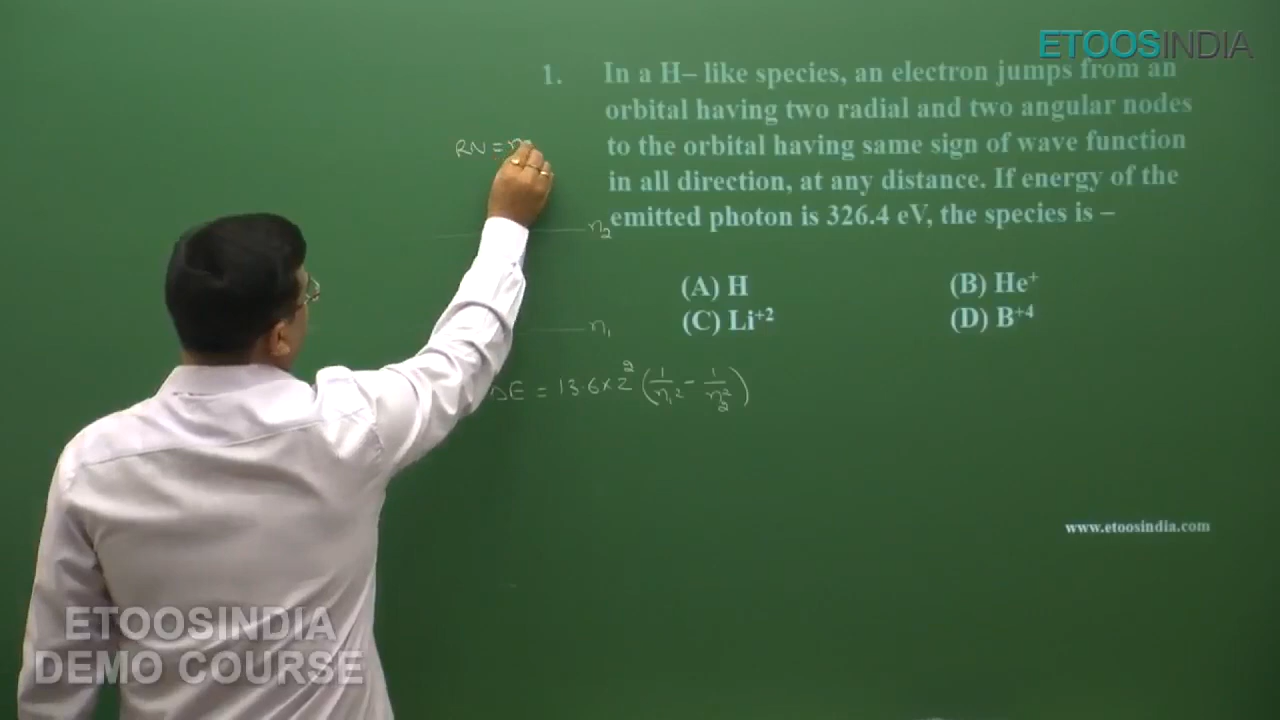 ETOOSINDIA
1. In a H– like species, an electron jumps from an
orbital having two radial and two angular nodes
to the orbital having same sign of wave function
in all direction, at any distance. If energy of the
emitted photon is 326.4 eV, the species is –
(A) H (B) He⁺
(C) Li⁺² (D) B⁺⁴
RN = n
n₂
n₁
ΔE = 13.6 × Z² (1/n₁² − 1/n₂²)
www.etoosindia.com
ETOOSINDIA
DEMO COURSE